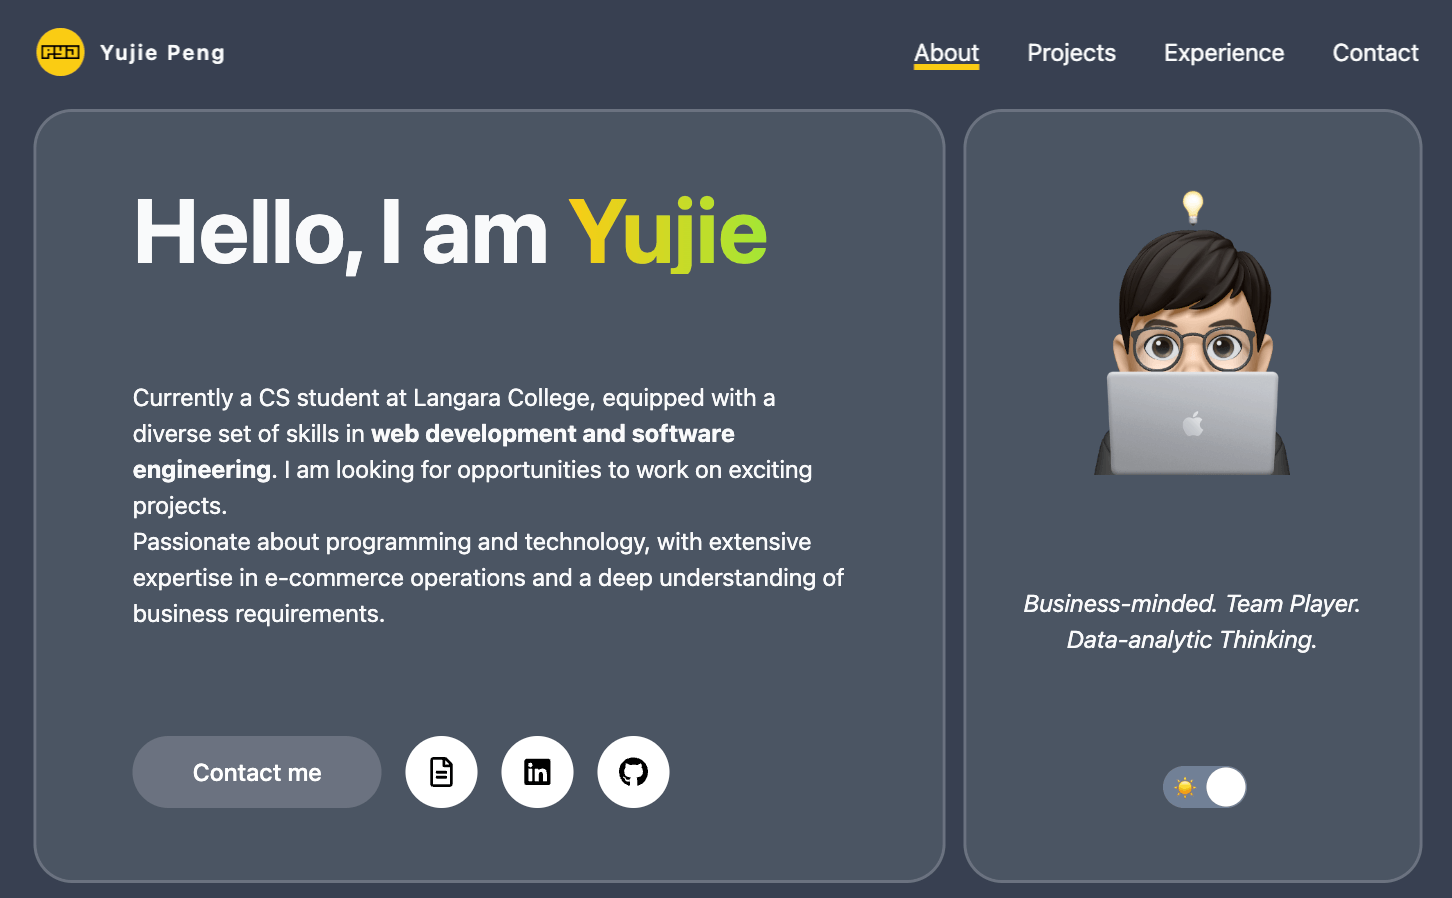 PYJ
Yujie Peng
About Projects Experience Contact
Hello, I am Yujie
Currently a CS student at Langara College, equipped with a
diverse set of skills in web development and software
engineering. I am looking for opportunities to work on exciting
projects.
Passionate about programming and technology, with extensive
expertise in e-commerce operations and a deep understanding of
business requirements.
Contact me
in
Business-minded. Team Player.
Data-analytic Thinking.